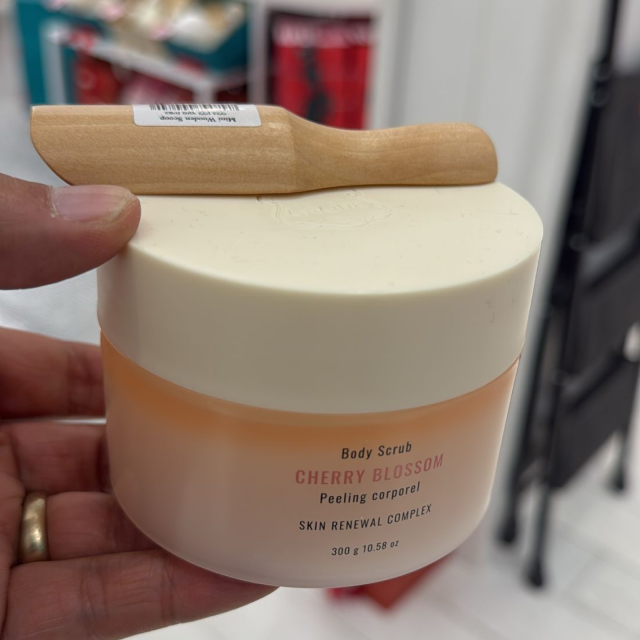 Mini Wooden Scoop
Body Scrub
CHERRY BLOSSOM
Peeling corporel
SKIN RENEWAL COMPLEX
300 g 10.58 oz